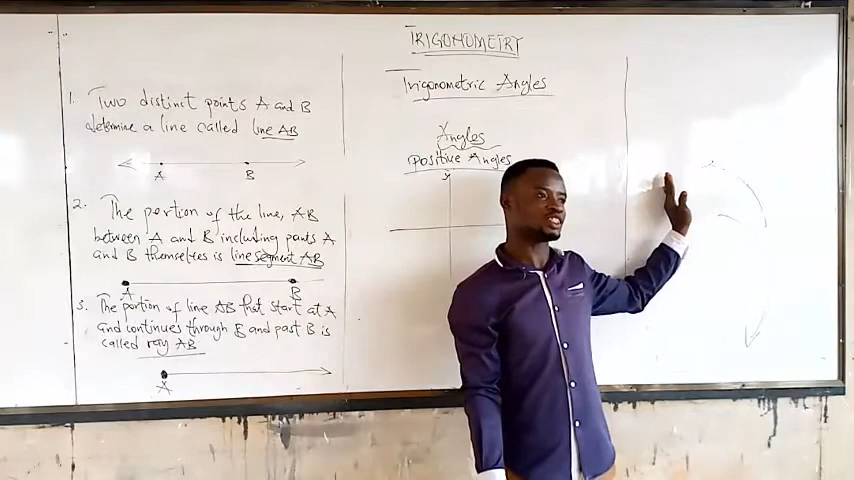 TRIGONOMETRY
Trigonometric Angles
1. Two distinct points A and B
determine a line called line AB
A B
2. The portion of the line, AB
between A and B including points A
and B themselves is line segment AB
A B
3. The portion of line AB that start at A
and continues through B and past B is
called ray AB
A
Angles
positive Angles
y